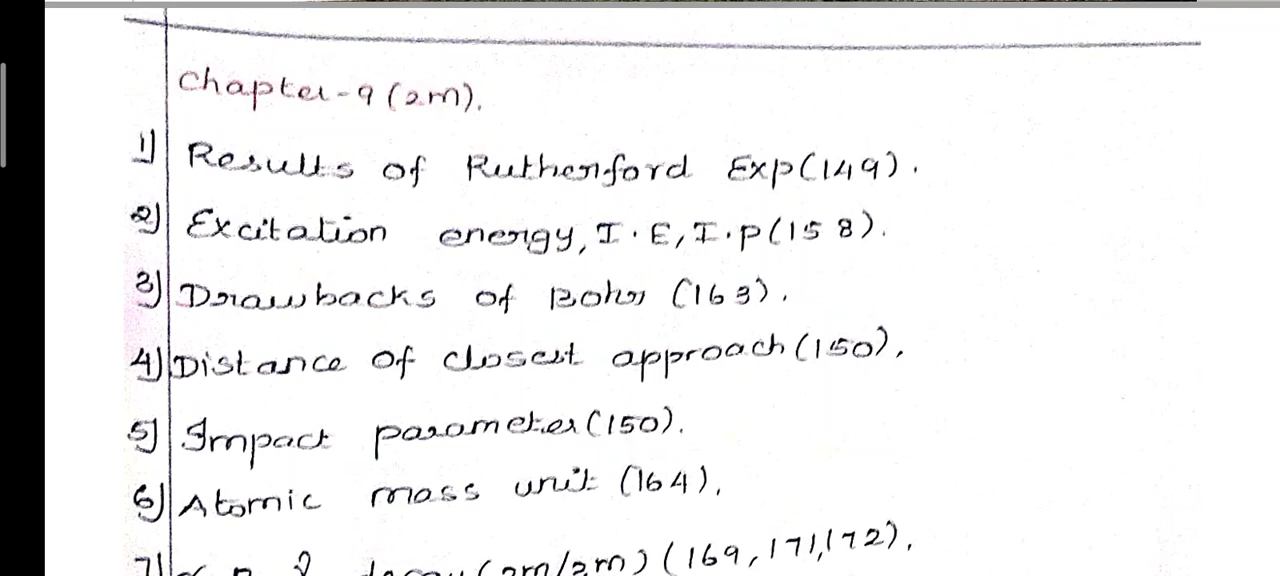 Chapter-9 (2m).
1) Results of Rutherford Exp(149).
2) Excitation energy, I.E, I.P(158).
3) Drawbacks of Bohr (163).
4) Distance of closest approach (150).
5) Impact parameter (150).
6) Atomic mass unit (164).
7) (169, 171, 172).